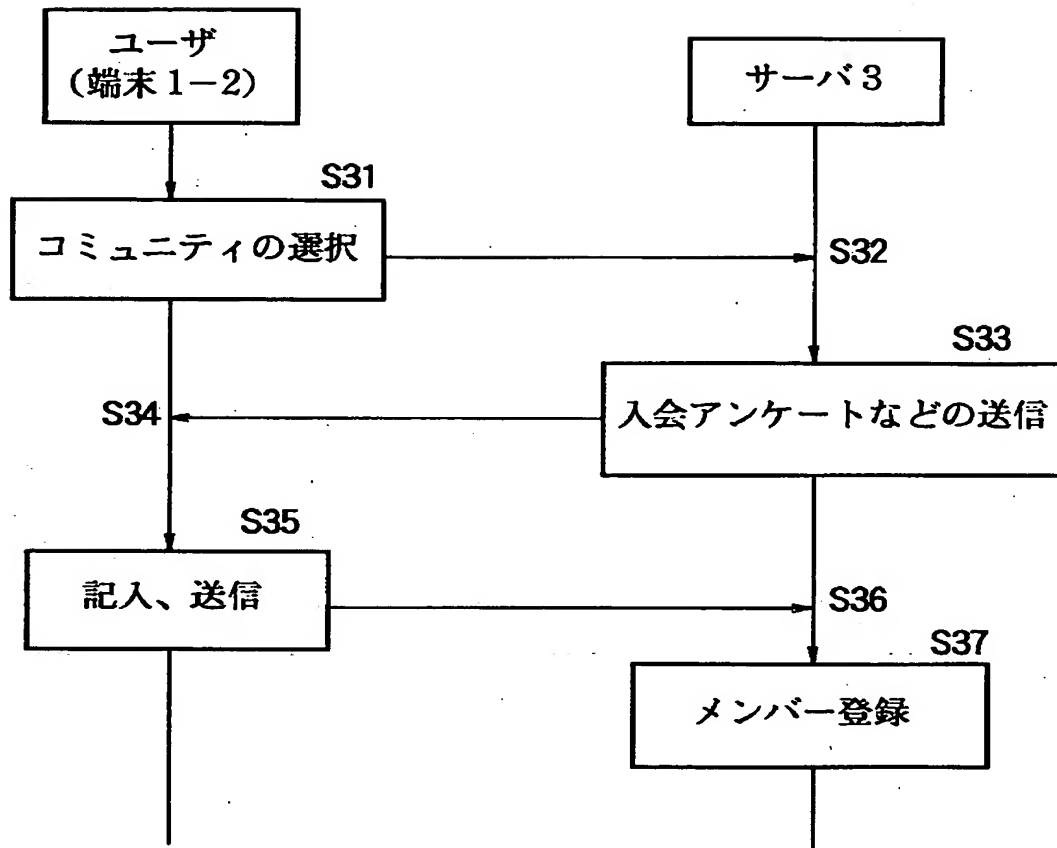 ユーザ
(端末1-2)
サーバ3
S31
コミュニティの選択
S32
S33
入会アンケートなどの送信
S34
S35
記入、送信
S36
S37
メンバー登録